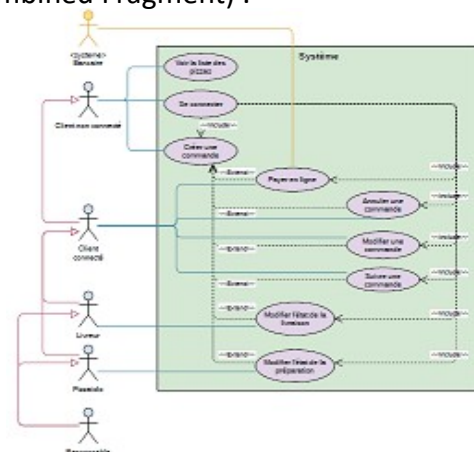 mbined Fragment) :
<système>
Bancaire
Système
Voir la liste des
pizzas
Client non connecté
Se connecter
<--Include-->
Créer une
commande
<--Include-->
<--Extend-->
Payer en ligne
<--Include-->
Annuler une
commande
<--Extend-->
Client
connecté
Modifier une
commande
<--Extend-->
<--Include-->
<--Extend-->
Suivre une
commande
<--Include-->
<--Extend-->
Modifier l'état de la
livraison
<--Include-->
Livreur
<--Extend-->
Modifier l'état de la
préparation
<--Include-->
Pizzaiolo